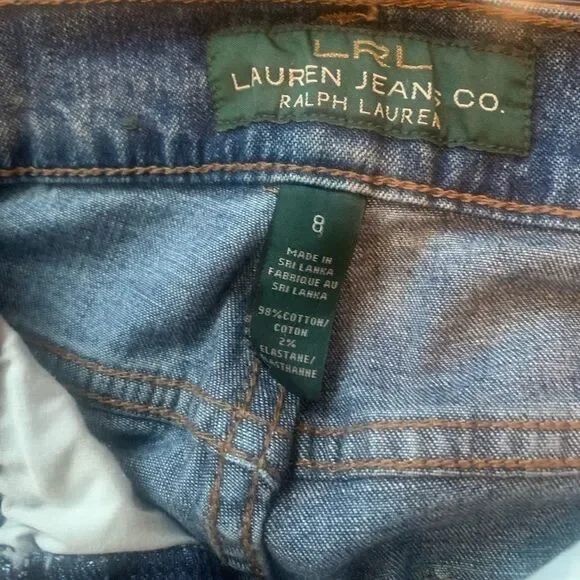 LRL
LAUREN JEANS CO.
RALPH LAUREN
8
MADE IN
SRI LANKA
FABRIQUE AU
SRI LANKA
98% COTTON/
COTON
2%
ELASTANE/
ELASTHANNE